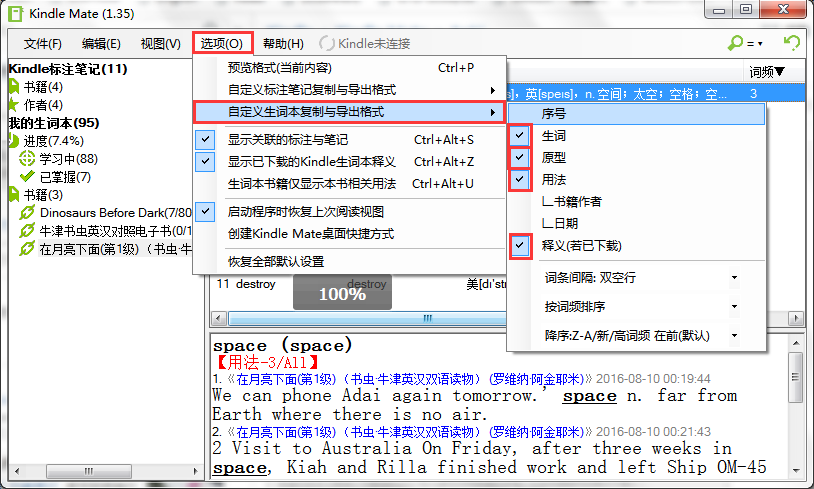 Kindle Mate (1.35)
文件(F) 编辑(E) 视图(V) 选项(O) 帮助(H) Kindle未连接
Kindle标注笔记(11)
书籍(4)
作者(4)
我的生词本(95)
进度(7.4%)
学习中(88)
已掌握(7)
书籍(3)
Dinosaurs Before Dark(7/80
牛津书虫英汉对照电子书(0/1
在月亮下面(第1级)（书虫·牛
预览格式(当前内容) Ctrl+P
自定义标注笔记复制与导出格式
自定义生词本复制与导出格式
显示关联的标注与笔记 Ctrl+Alt+S
显示已下载的Kindle生词本释义 Ctrl+Alt+Z
生词本书籍仅显示本书相关用法 Ctrl+Alt+U
启动程序时恢复上次阅读视图
创建Kindle Mate桌面快捷方式
恢复全部默认设置
词频▼
], 英[speɪs], n. 空间；太空；空格；空... 3
序号
生词
原型
用法
∟书籍作者
∟日期
释义(若已下载)
词条间隔: 双空行
按词频排序
降序:Z-A/新/高词频 在前(默认)
11 destroy destroy 美[di'str
100%
space (space)
【用法-3/All】
1.《在月亮下面(第1级)（书虫·牛津英汉双语读物） (罗维纳·阿金耶米)》2016-08-10 00:19:44
We can phone Adai again tomorrow.’ space n. far from
Earth where there is no air.
2.《在月亮下面(第1级)（书虫·牛津英汉双语读物） (罗维纳·阿金耶米)》2016-08-10 00:21:43
2 Visit to Australia On Friday, after three weeks in
space, Kiah and Rilla finished work and left Ship OM-45